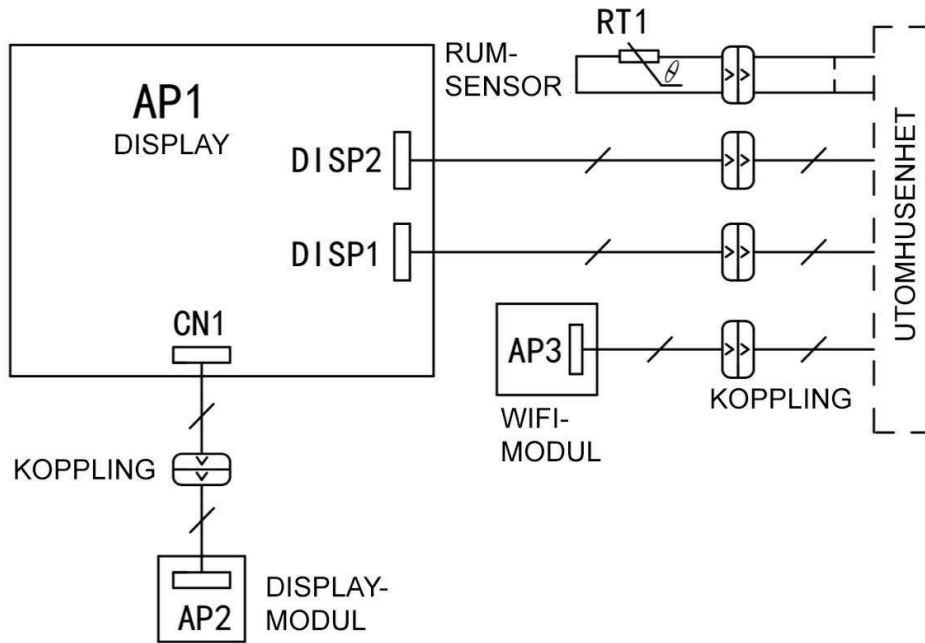 RT1
RUM-
SENSOR
θ
AP1
DISPLAY
DISP2
DISP1
UTOMHUSENHET
CN1
AP3
KOPPLING
WIFI-
MODUL
KOPPLING
AP2
DISPLAY-
MODUL